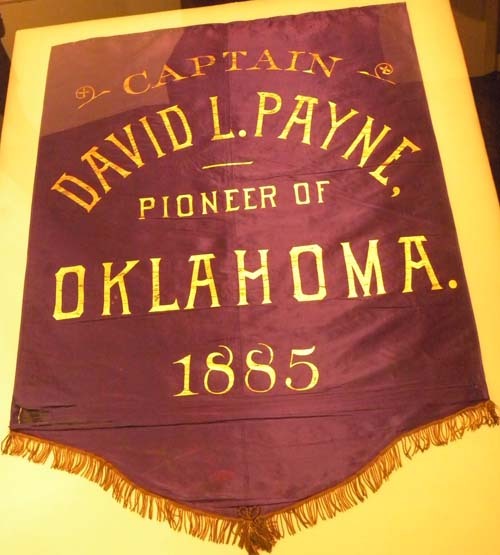 CAPTAIN
DAVID L. PAYNE,
PIONEER OF
OKLAHOMA.
1885